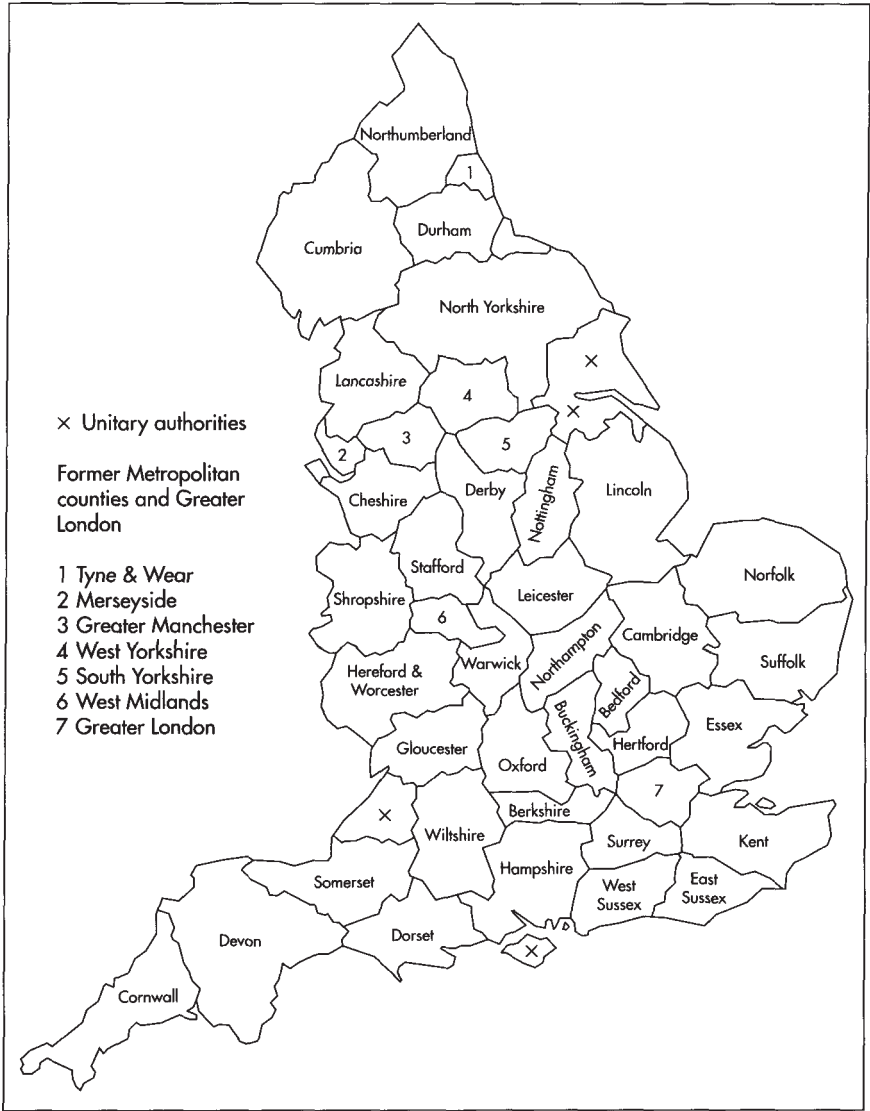 Northumberland
1
Durham
Cumbria
North Yorkshire
×
Lancashire
4
×
3
5
2
Cheshire
Derby
Nottingham
Lincoln
× Unitary authorities
Former Metropolitan
counties and Greater
London
1 Tyne & Wear
2 Merseyside
3 Greater Manchester
4 West Yorkshire
5 South Yorkshire
6 West Midlands
7 Greater London
Stafford
Shropshire
Leicester
Norfolk
6
Cambridge
Northampton
Warwick
Hereford &
Worcester
Suffolk
Bedford
Buckingham
Essex
Hertford
Gloucester
Oxford
7
Berkshire
×
Wiltshire
Surrey
Kent
Hampshire
Somerset
West
Sussex
East
Sussex
Devon
Dorset
×
Cornwall